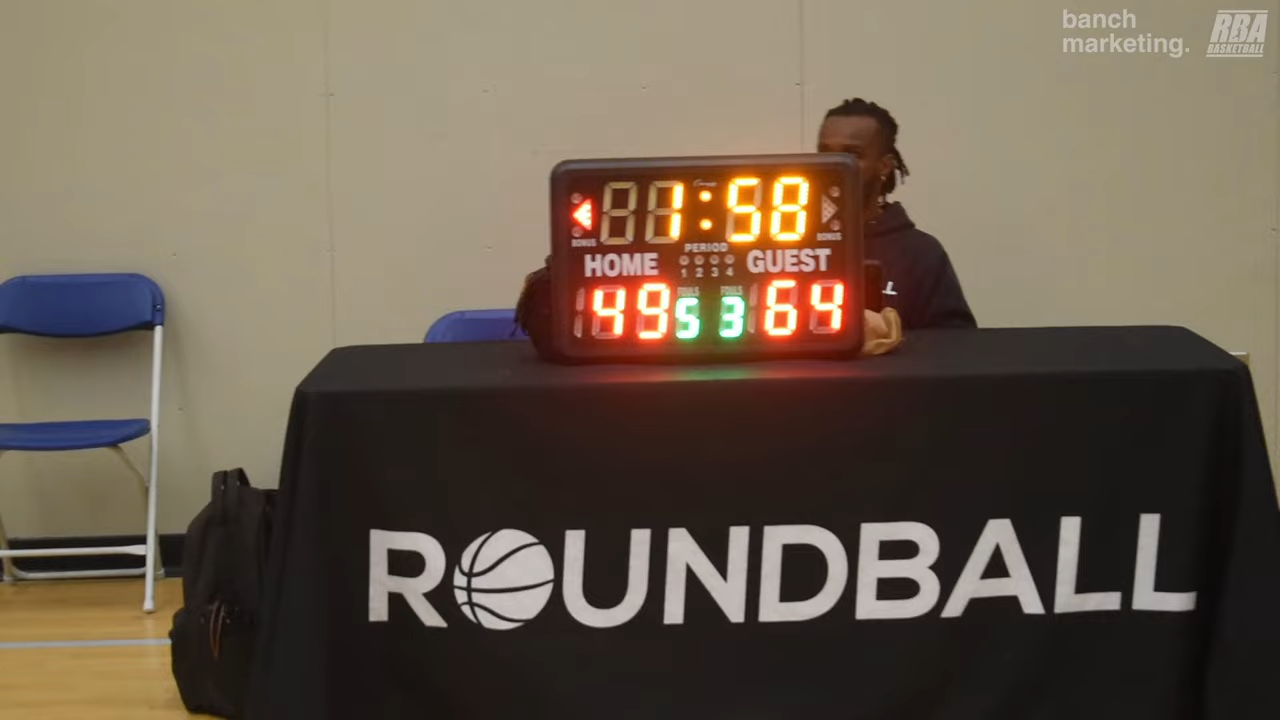 banch
marketing.
RBA
BASKETBALL
1:58
BONUS
BONUS
PERIOD
HOME
GUEST
1 2 3 4
FOULS
FOULS
49
5
3
64
ROUNDBALL